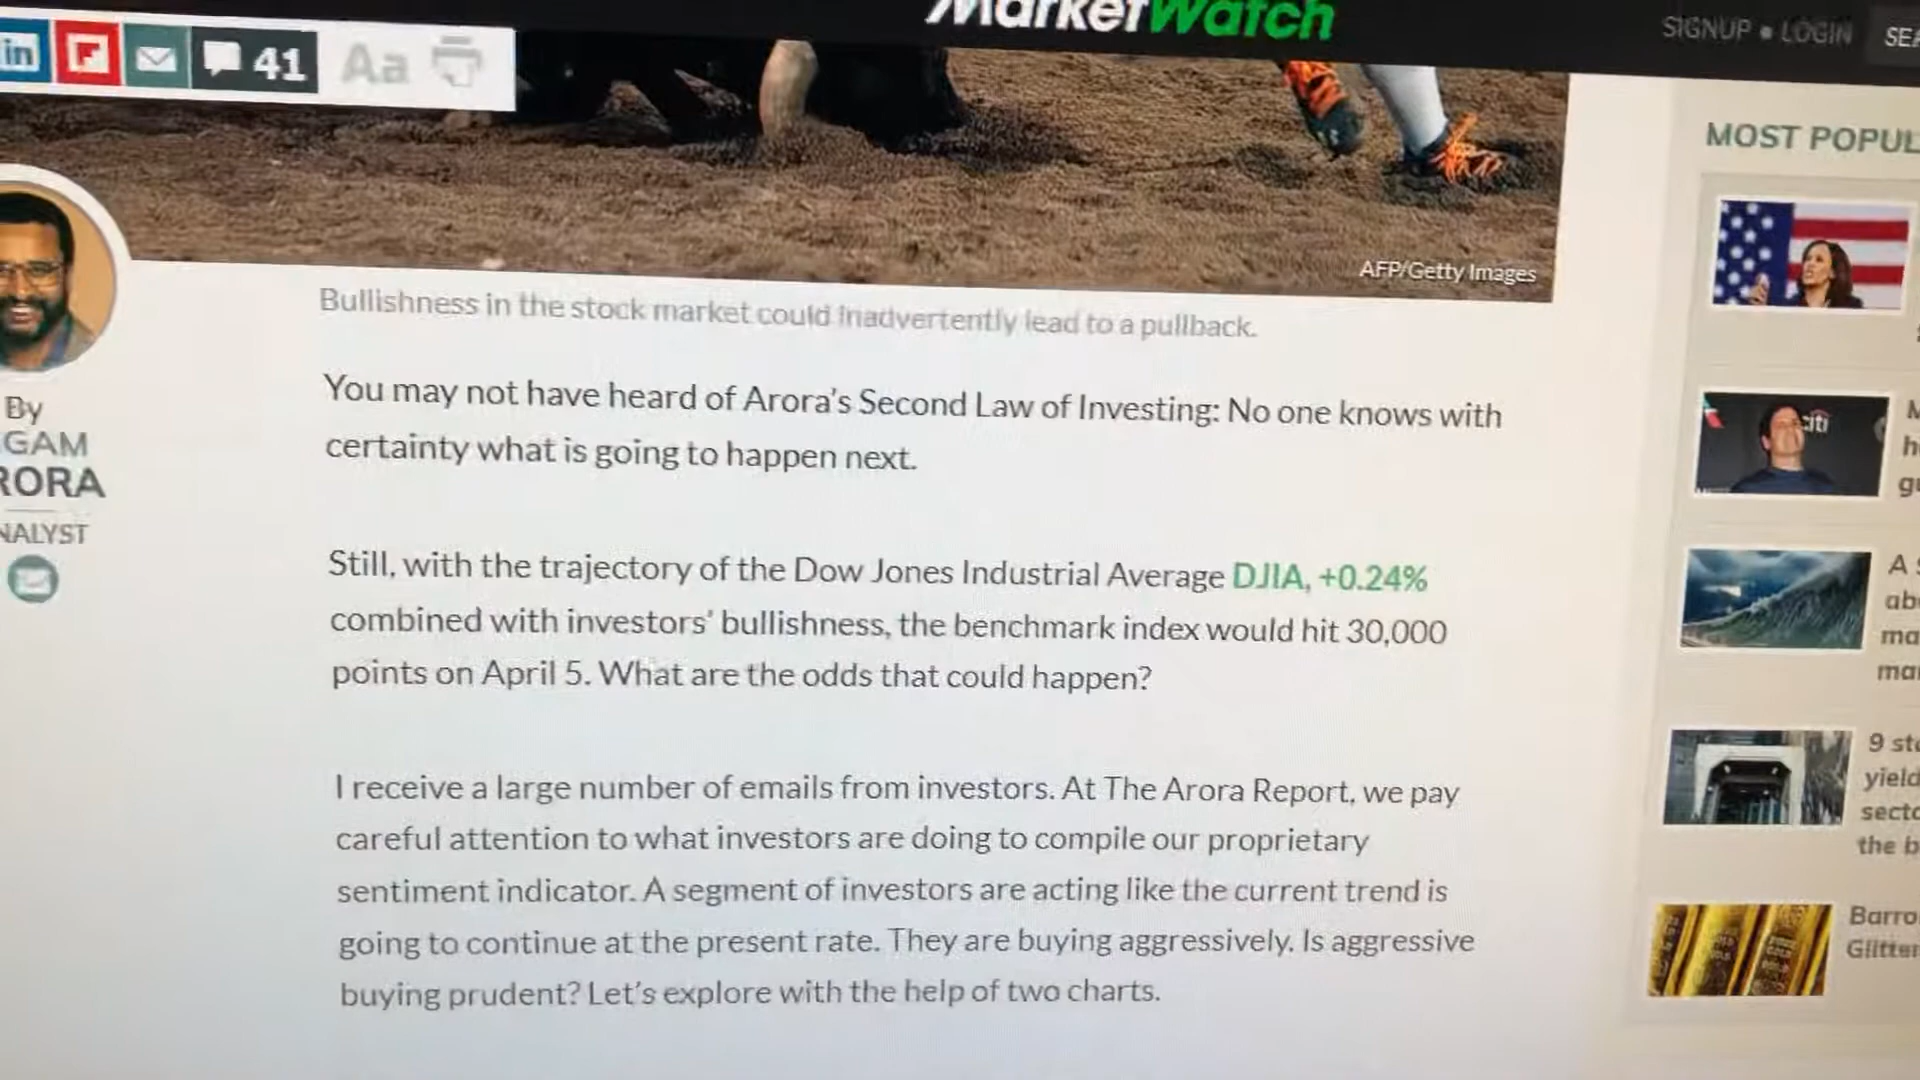 MarketWatch
SIGNUP • LOGIN
in
41
Aa
MOST POPUL
AFP/Getty Images
Bullishness in the stock market could inadvertently lead to a pullback.
By
GAM
RORA
NALYST
You may not have heard of Arora's Second Law of Investing: No one knows with
certainty what is going to happen next.
Still, with the trajectory of the Dow Jones Industrial Average DJIA, +0.24%
combined with investors' bullishness, the benchmark index would hit 30,000
points on April 5. What are the odds that could happen?
I receive a large number of emails from investors. At The Arora Report, we pay
careful attention to what investors are doing to compile our proprietary
sentiment indicator. A segment of investors are acting like the current trend is
going to continue at the present rate. They are buying aggressively. Is aggressive
buying prudent? Let's explore with the help of two charts.
citi
A
ab
ma
9 sto
yield
secto
the b
Barro
Glitter